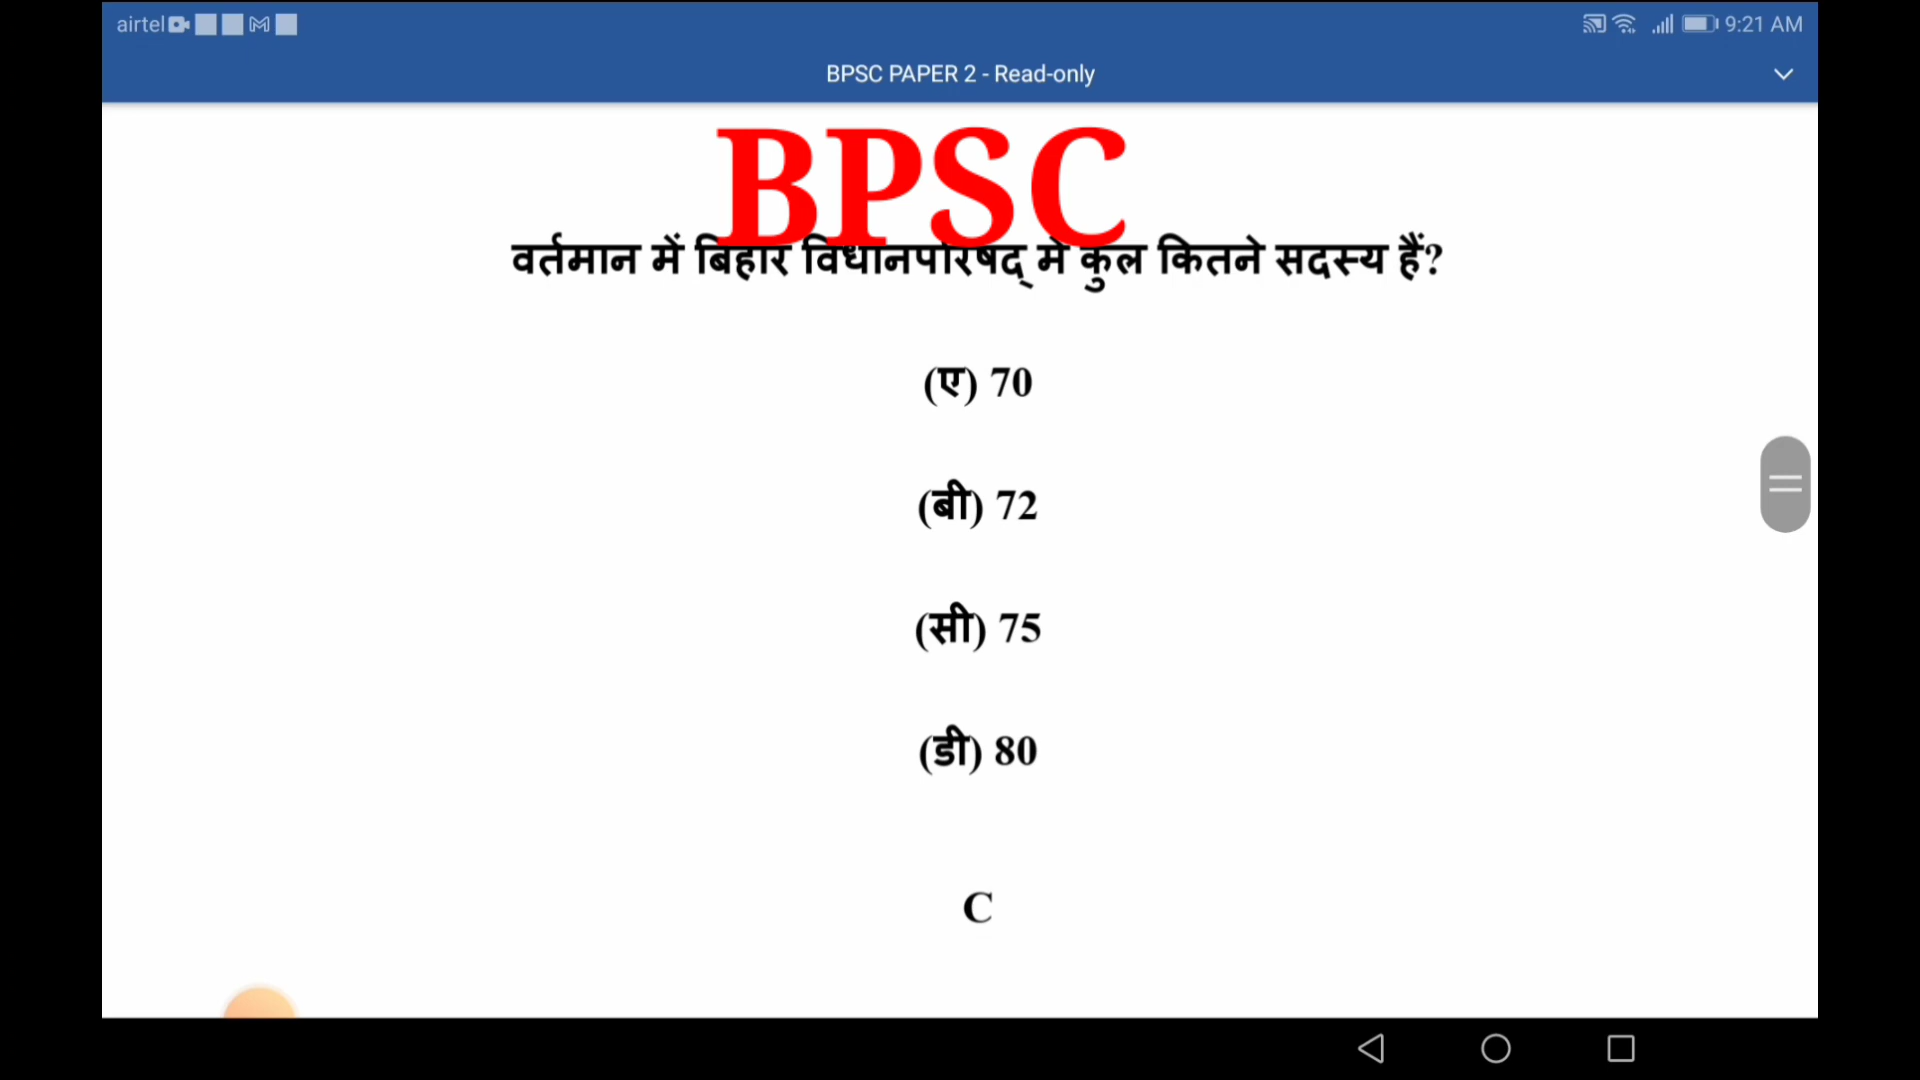 airtel 9:21 AM
BPSC PAPER 2 - Read-only
BPSC
वर्तमान में बिहार विधानपरिषद् में कुल कितने सदस्य हैं?
(ए) 70
(बी) 72
(सी) 75
(डी) 80
C